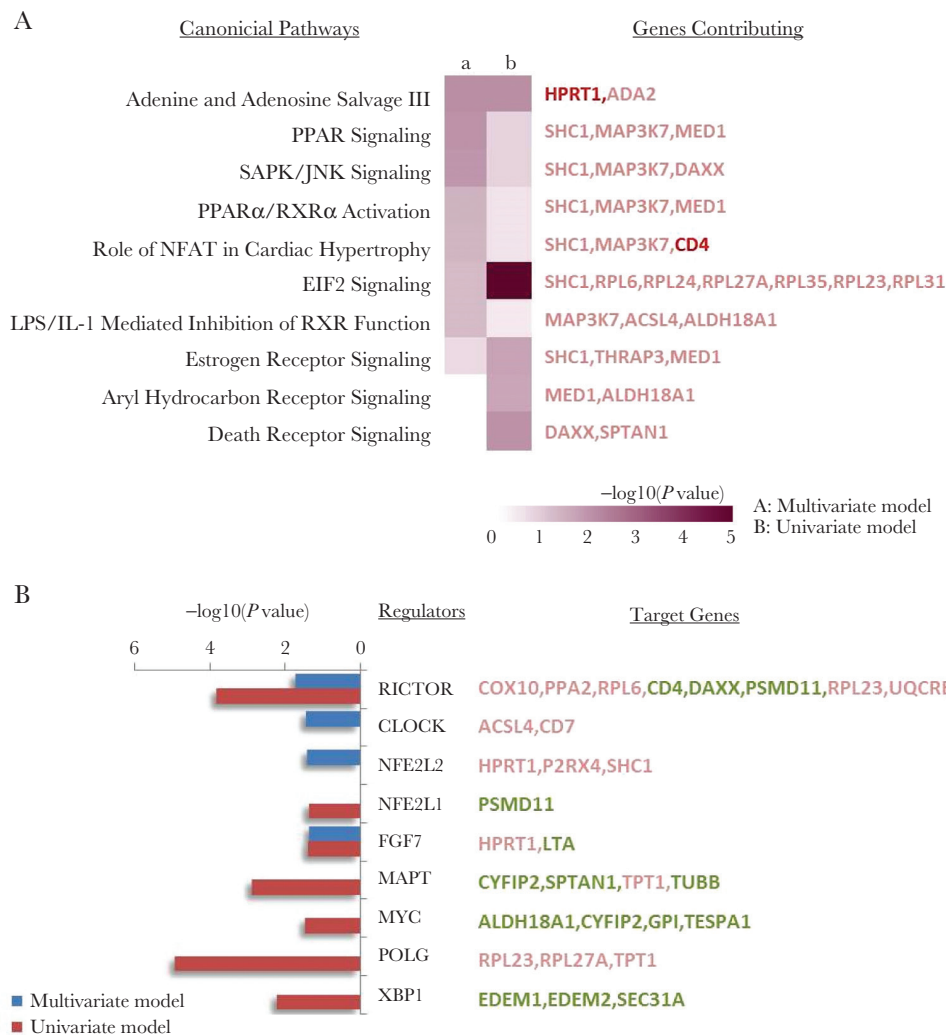 A
Canonicial Pathways
Genes Contributing
a b
Adenine and Adenosine Salvage III HPRT1,ADA2
PPAR Signaling SHC1,MAP3K7,MED1
SAPK/JNK Signaling SHC1,MAP3K7,DAXX
PPARα/RXRα Activation SHC1,MAP3K7,MED1
Role of NFAT in Cardiac Hypertrophy SHC1,MAP3K7,CD4
EIF2 Signaling SHC1,RPL6,RPL24,RPL27A,RPL35,RPL23,RPL31
LPS/IL-1 Mediated Inhibition of RXR Function MAP3K7,ACSL4,ALDH18A1
Estrogen Receptor Signaling SHC1,THRAP3,MED1
Aryl Hydrocarbon Receptor Signaling MED1,ALDH18A1
Death Receptor Signaling DAXX,SPTAN1
−log10(P value)
0 1 2 3 4 5
A: Multivariate model
B: Univariate model
B
−log10(P value) Regulators Target Genes
6 4 2 0
RICTOR COX10,PPA2,RPL6,CD4,DAXX,PSMD11,RPL23,UQCR
CLOCK ACSL4,CD7
NFE2L2 HPRT1,P2RX4,SHC1
NFE2L1 PSMD11
FGF7 HPRT1,LTA
MAPT CYFIP2,SPTAN1,TPT1,TUBB
MYC ALDH18A1,CYFIP2,GPI,TESPA1
POLG RPL23,RPL27A,TPT1
XBP1 EDEM1,EDEM2,SEC31A
Multivariate model
Univariate model